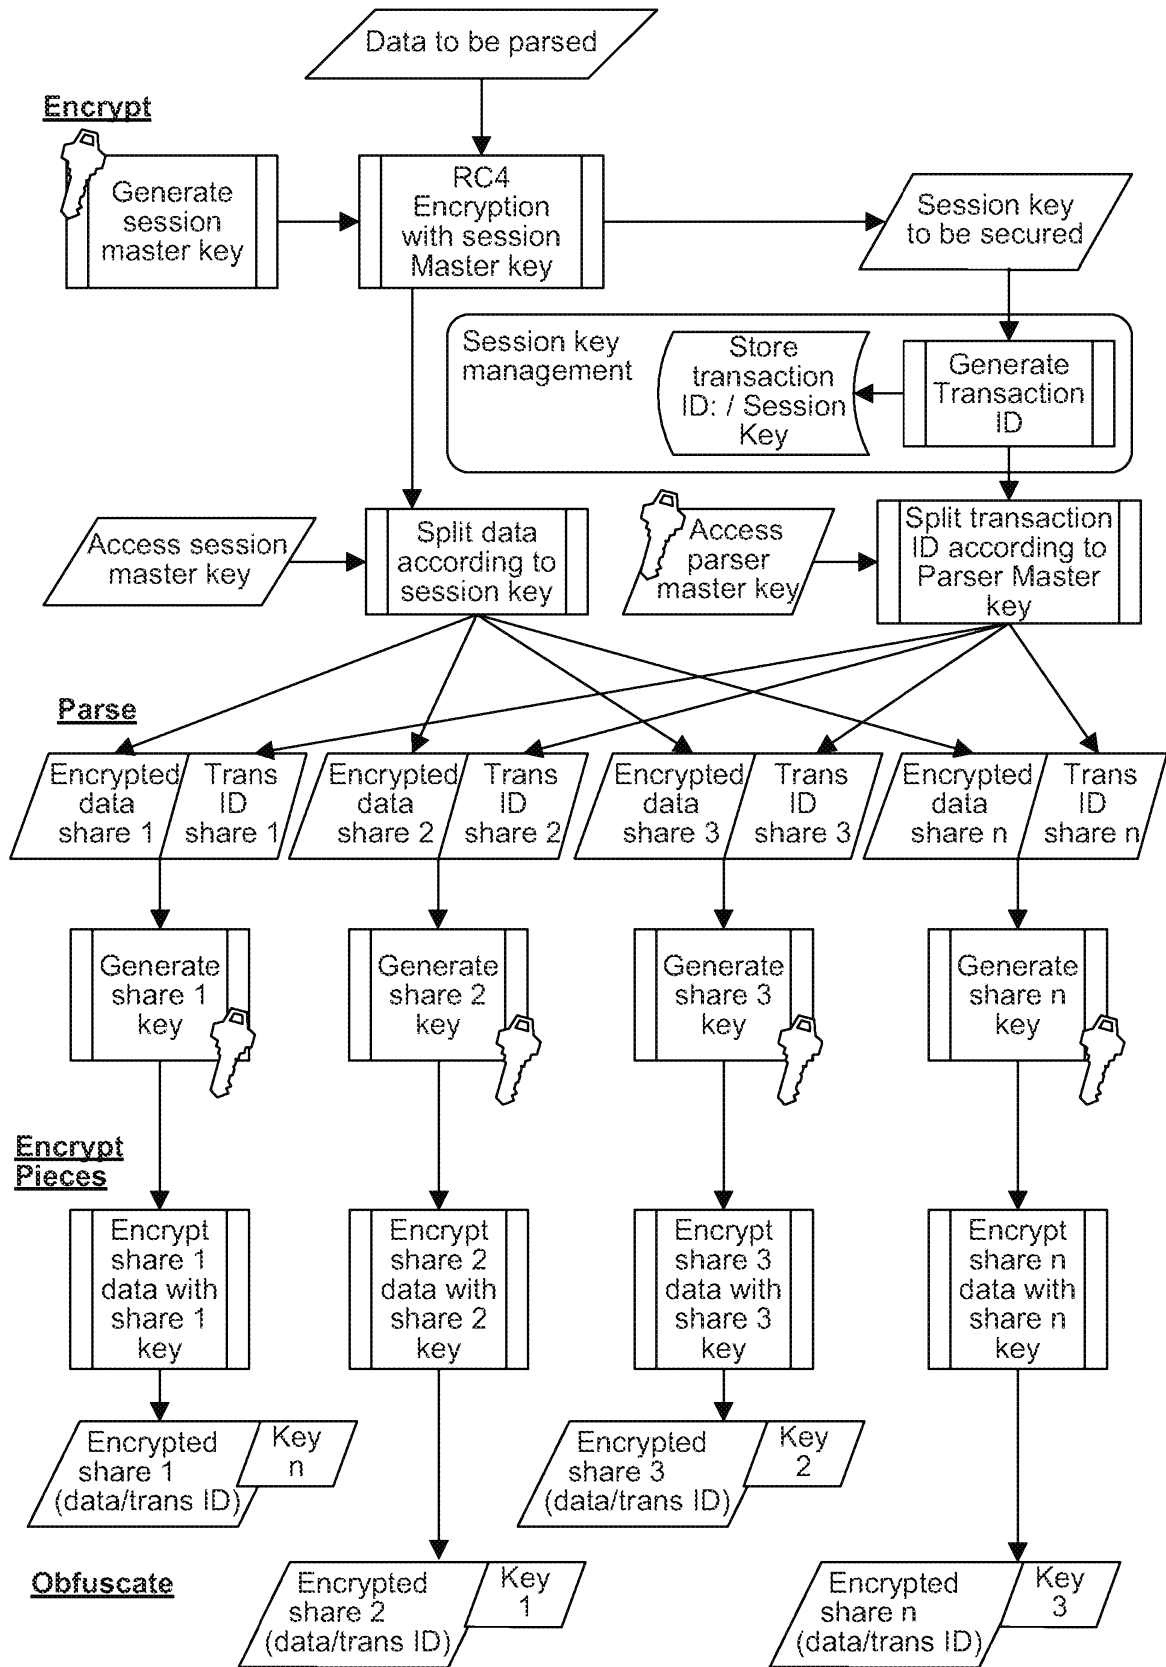 Data to be parsed
Encrypt
Generate
session
master key
RC4
Encryption
with session
Master key
Session key
to be secured
Session key
management
Store
transaction
ID: / Session
Key
Generate
Transaction
ID
Access session
master key
Split data
according to
session key
Access
parser
master key
Split transaction
ID according to
Parser Master
key
Parse
Encrypted
data
share 1
Trans
ID
share 1
Encrypted
data
share 2
Trans
ID
share 2
Encrypted
data
share 3
Trans
ID
share 3
Encrypted
data
share n
Trans
ID
share n
Generate
share 1
key
Generate
share 2
key
Generate
share 3
key
Generate
share n
key
Encrypt
Pieces
Encrypt
share 1
data with
share 1
key
Encrypt
share 2
data with
share 2
key
Encrypt
share 3
data with
share 3
key
Encrypt
share n
data with
share n
key
Encrypted
share 1
(data/trans ID)
Key
n
Encrypted
share 3
(data/trans ID)
Key
2
Obfuscate
Encrypted
share 2
(data/trans ID)
Key
1
Encrypted
share n
(data/trans ID)
Key
3